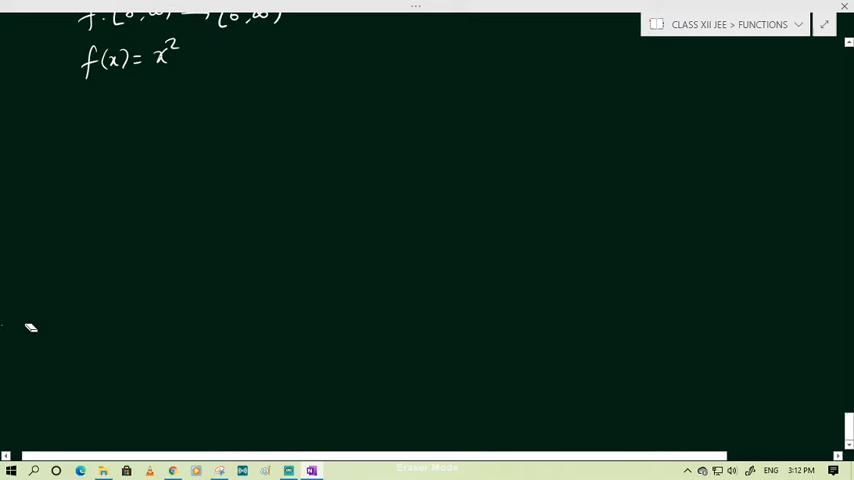 f: [0, ∞) → [0, ∞)
f(x) = x²
CLASS XII JEE > FUNCTIONS
Eraser Mode
ENG
3:12 PM